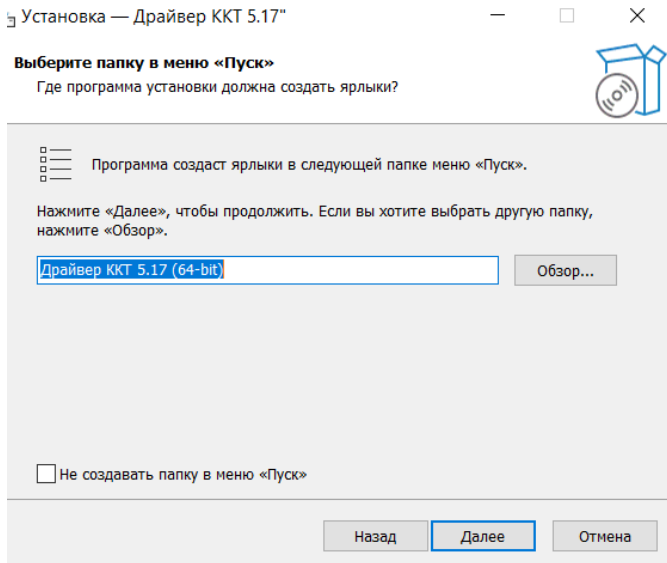 Установка — Драйвер ККТ 5.17"
Выберите папку в меню «Пуск»
Где программа установки должна создать ярлыки?
Программа создаст ярлыки в следующей папке меню «Пуск».
Нажмите «Далее», чтобы продолжить. Если вы хотите выбрать другую папку,
нажмите «Обзор».
Драйвер ККТ 5.17 (64-bit)
Обзор...
Не создавать папку в меню «Пуск»
Назад
Далее
Отмена